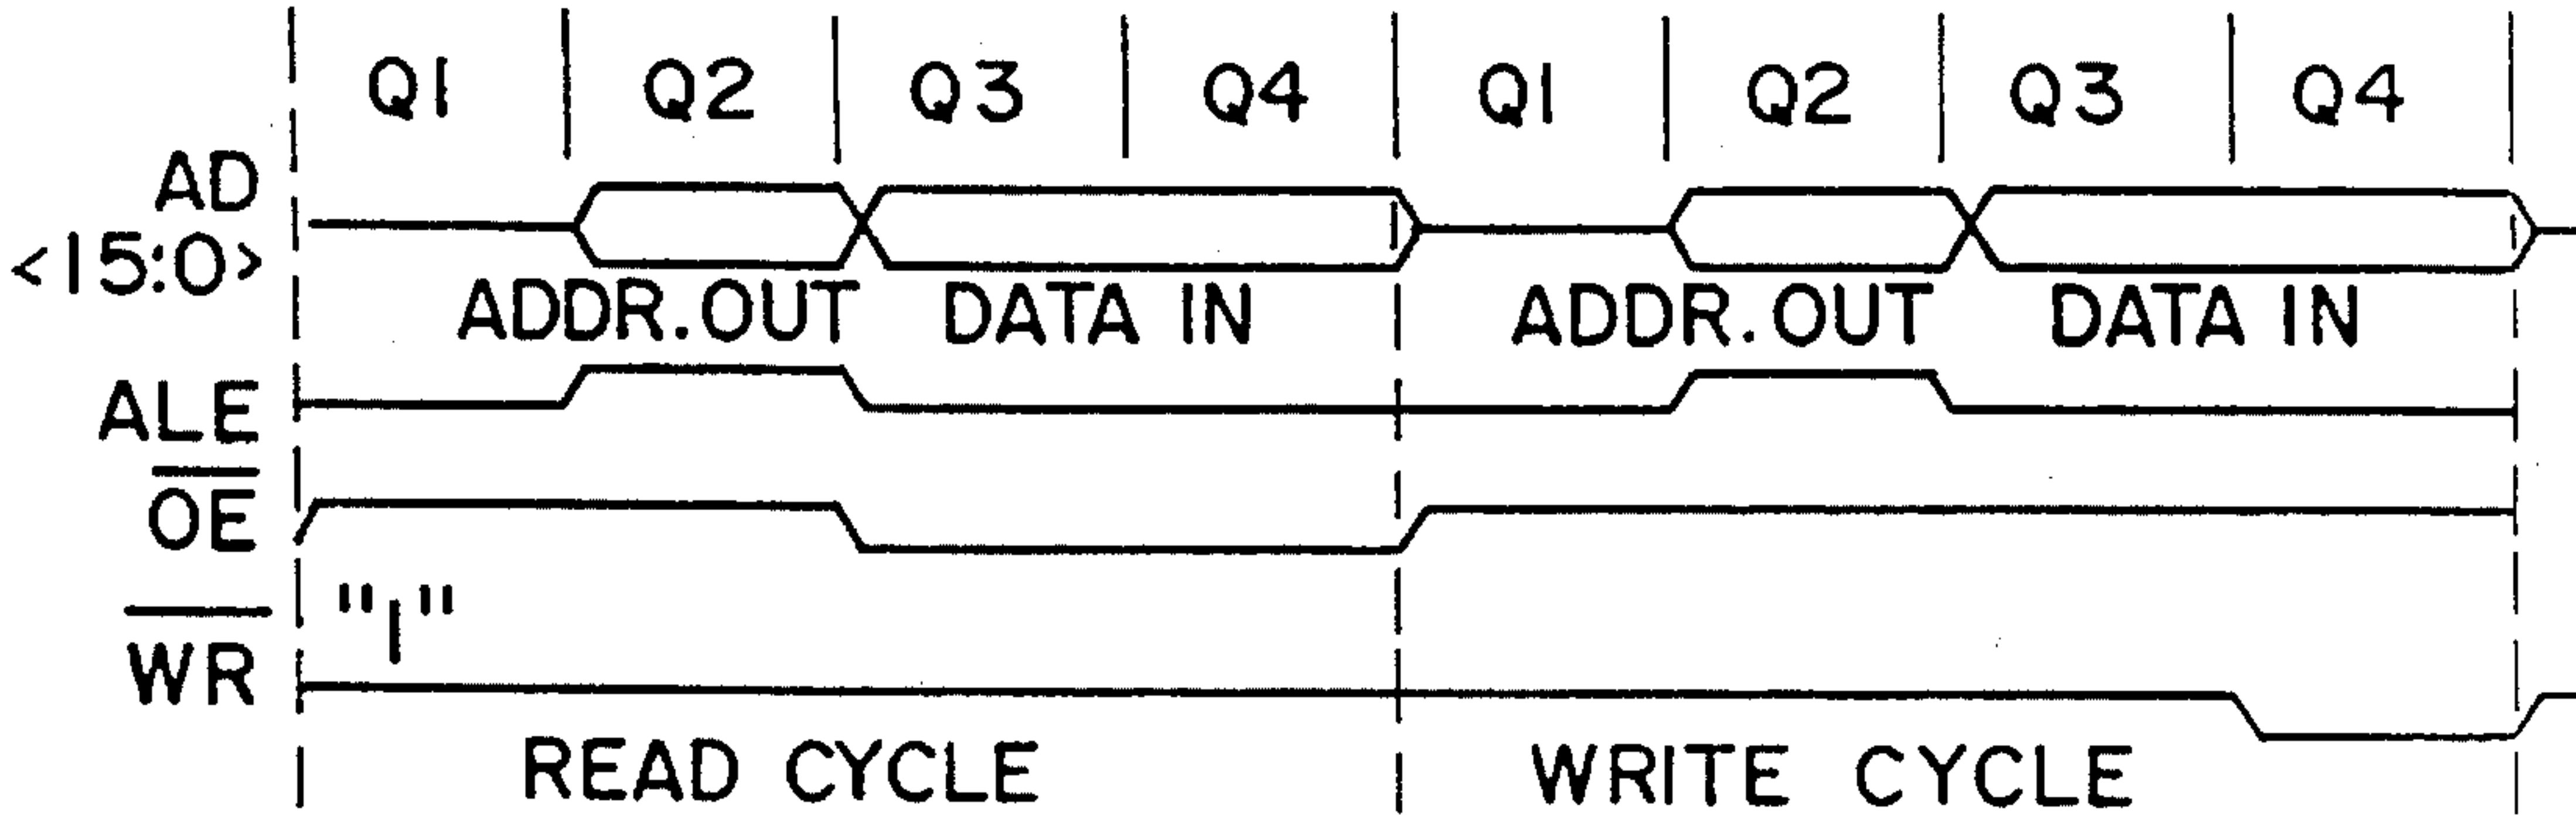 Q1 Q2 Q3 Q4 Q1 Q2 Q3 Q4
AD
<15:0>
ADDR.OUT DATA IN ADDR.OUT DATA IN
ALE
OE
"1"
WR
READ CYCLE WRITE CYCLE